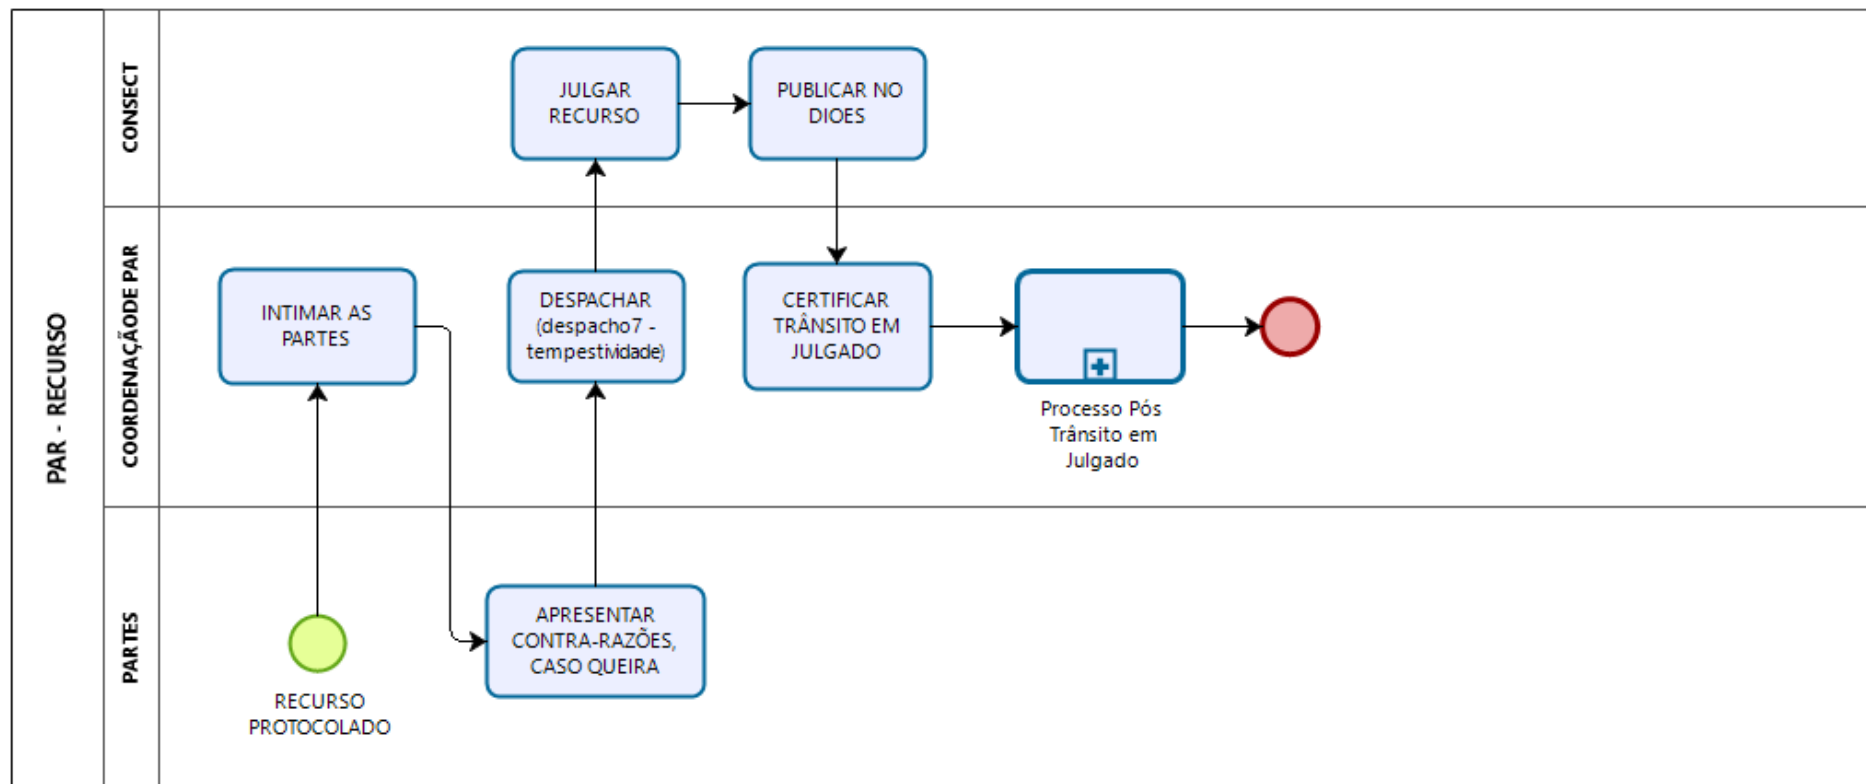 PAR - RECURSO
CONSECT
JULGAR
RECURSO
PUBLICAR NO
DIOES
COORDENAÇÃODE PAR
INTIMAR AS
PARTES
DESPACHAR
(despacho7 -
tempestividade)
CERTIFICAR
TRÂNSITO EM
JULGADO
Processo Pós
Trânsito em
Julgado
PARTES
RECURSO
PROTOCOLADO
APRESENTAR
CONTRA-RAZÕES,
CASO QUEIRA